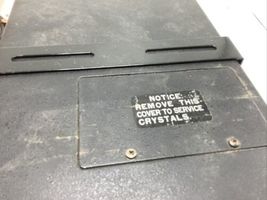 NOTICE:
REMOVE THIS
COVER TO SERVICE
CRYSTALS.